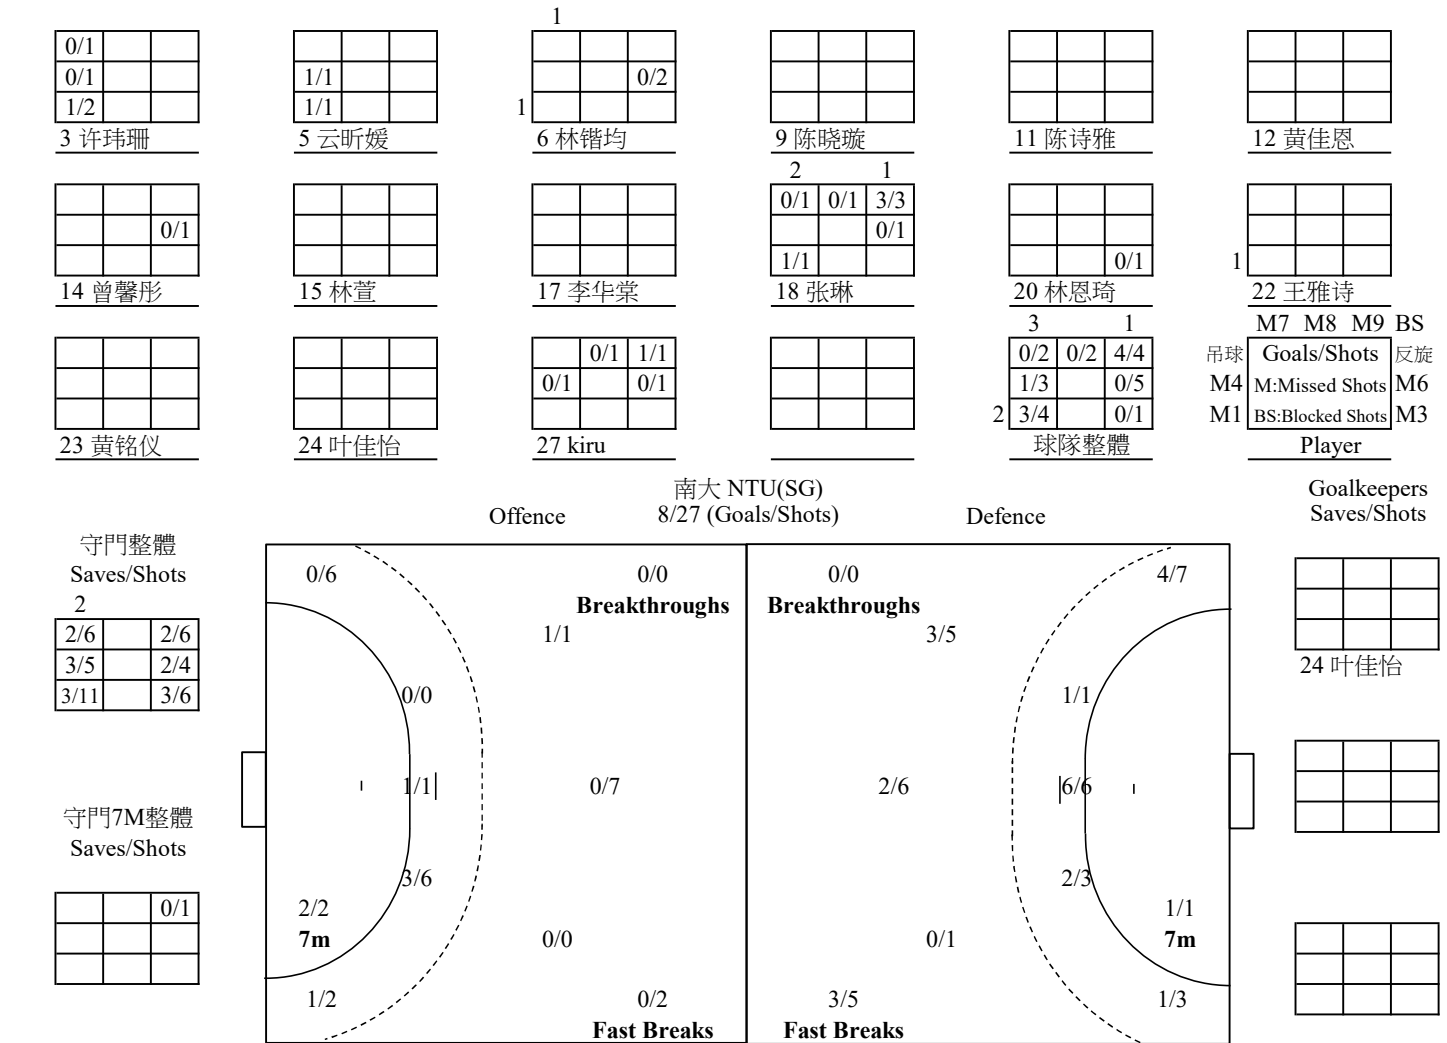 1
0/1
0/1 1/1 0/2
1/2 1/1 1
3 许玮珊 5 云昕媛 6 林锴均 9 陈晓璇 11 陈诗雅 12 黄佳恩
2 1
0/1 0/1 3/3
0/1 0/1
1/1 0/1 1
14 曾馨彤 15 林萱 17 李华棠 18 张琳 20 林恩琦 22 王雅诗
3 1 M7 M8 M9 BS
0/1 1/1 0/2 0/2 4/4 吊球 Goals/Shots 反旋
0/1 0/1 1/3 0/5 M4 M:Missed Shots M6
2 3/4 0/1 M1 BS:Blocked Shots M3
23 黄铭仪 24 叶佳怡 27 kiru 球隊整體 Player
南大 NTU(SG) Goalkeepers
Offence 8/27 (Goals/Shots) Defence Saves/Shots
守門整體
Saves/Shots 0/6 0/0 0/0 4/7
2 Breakthroughs Breakthroughs
2/6 2/6 1/1 3/5
3/5 2/4 24 叶佳怡
3/11 3/6 0/0 1/1
1/1 0/7 2/6 6/6
守門7M整體
Saves/Shots
3/6 2/3
0/1 2/2 1/1
7m 0/0 0/1 7m
1/2 0/2 3/5 1/3
Fast Breaks Fast Breaks